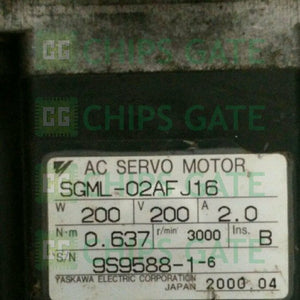 CHIPS GATE
CHIPS GATE
AC SERVO MOTOR
SGML-02AFJ16
W 200 V 200 A 2.0
N·m 0.637 r/min 3000 Ins. B
S/N 9S9588-1-6
YASKAWA ELECTRIC CORPORATION
JAPAN 2000.04